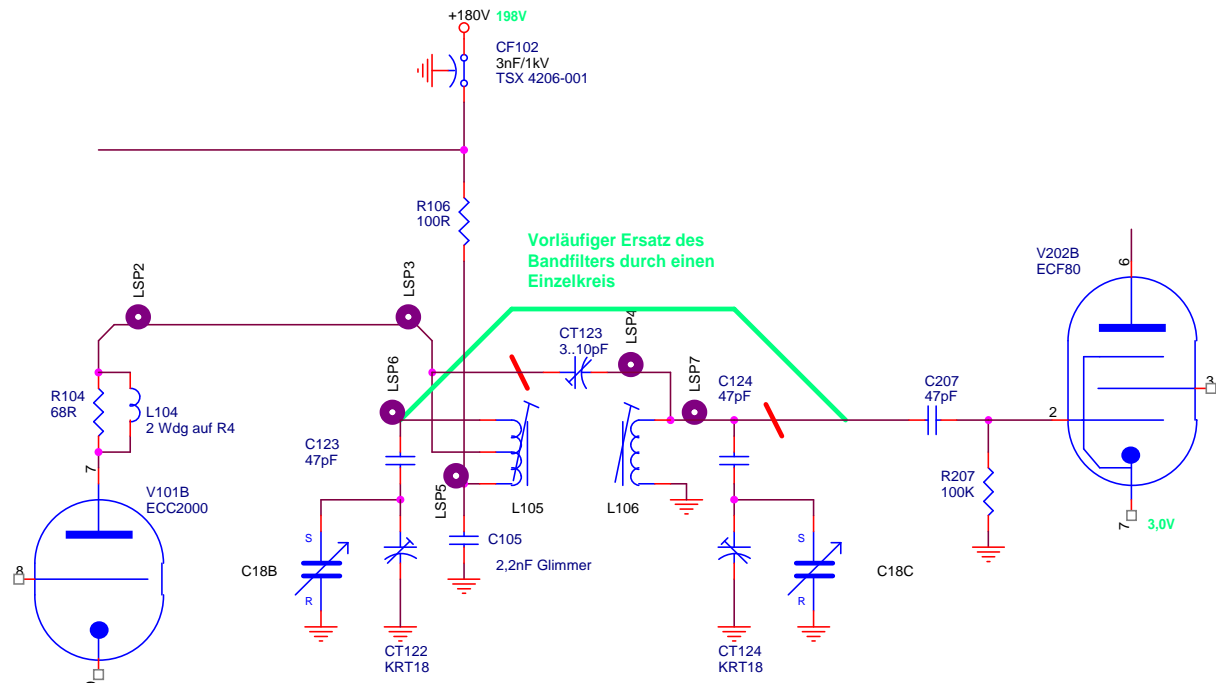 +180V 198V
CF102
3nF/1kV
TSX 4206-001
R106
100R
Vorläufiger Ersatz des
Bandfilters durch einen
Einzelkreis
V202B
ECF80
6
LSP2
LSP3
CT123
3..10pF
LSP4
LSP6
LSP7
C124
47pF
C207
47pF
3
2
R104
68R
L104
2 Wdg auf R4
C123
47pF
7
V101B
ECC2000
LSP5
L105
L106
R207
100K
7
3,0V
S
C18B
R
C105
2,2nF Glimmer
S
C18C
R
8
CT122
KRT18
CT124
KRT18